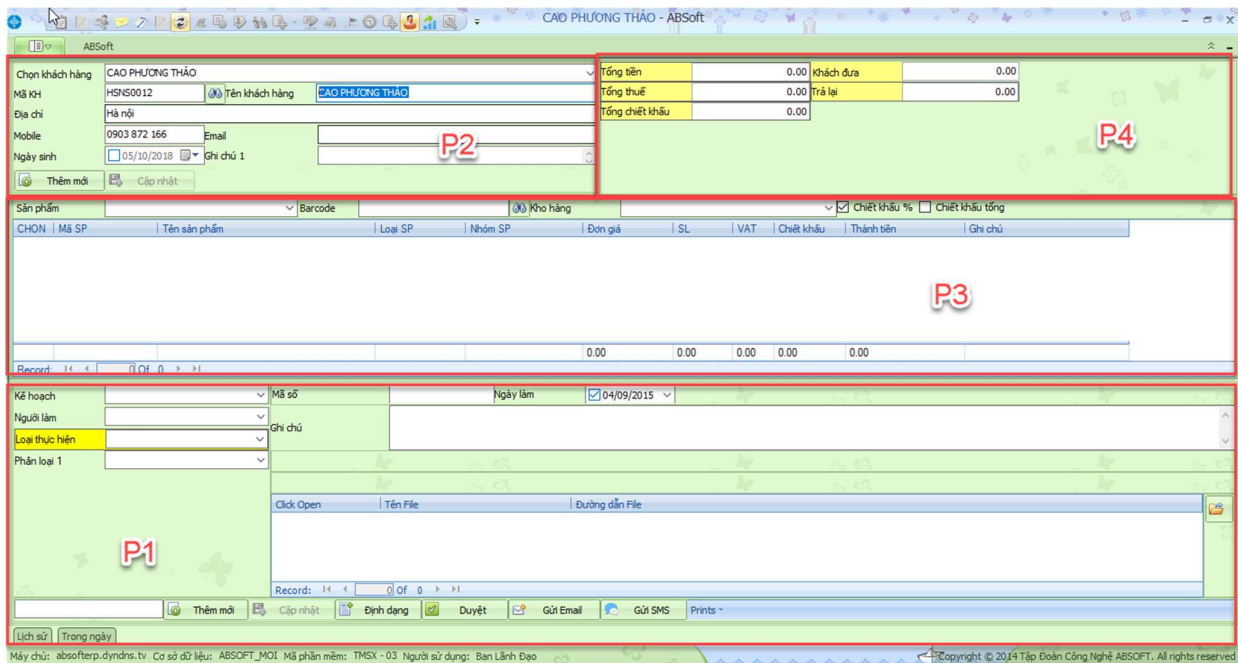 CAO PHƯƠNG THẢO - ABSoft
ABSoft
Chọn khách hàng CAO PHƯƠNG THẢO
Mã KH HSNS0012 Tên khách hàng CAO PHƯƠNG THẢO
Địa chỉ Hà nội
Mobile 0903 872 166 Email
Ngày sinh 05/10/2018 Ghi chú 1
Thêm mới Cập nhật
P2
Tổng tiền 0.00 Khách đưa 0.00
Tổng thuế 0.00 Trả lại 0.00
Tổng chiết khấu 0.00
P4
Sản phẩm Barcode Kho hàng Chiết khấu % Chiết khấu tổng
CHON Mã SP Tên sản phẩm Loại SP Nhóm SP Đơn giá SL VAT Chiết khấu Thành tiên Ghi chú
P3
0.00 0.00 0.00 0.00 0.00
Record: 0 Of 0
Kế hoạch Mã số Ngày làm 04/09/2015
Người làm
Ghi chú
Loại thực hiện
Phân loại 1
Click Open Tên File Đường dẫn File
P1
Record: 0 Of 0
Thêm mới Cập nhật Định dạng Duyệt Gửi Email Gửi SMS Prints
Lịch sử Trong ngày
Máy chủ: absofterp.dyndns.tv Cơ sở dữ liệu: ABSOFT_MOI Mã phần mềm: TMSX - 03 Người sử dụng: Ban Lãnh Đạo Copyright © 2014 Tập Đoàn Công Nghệ ABSOFT. All rights reserved